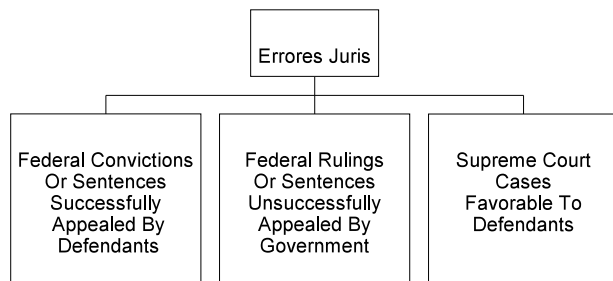 Errores Juris
Federal Convictions
Or Sentences
Successfully
Appealed By
Defendants
Federal Rulings
Or Sentences
Unsuccessfully
Appealed By
Government
Supreme Court
Cases
Favorable To
Defendants